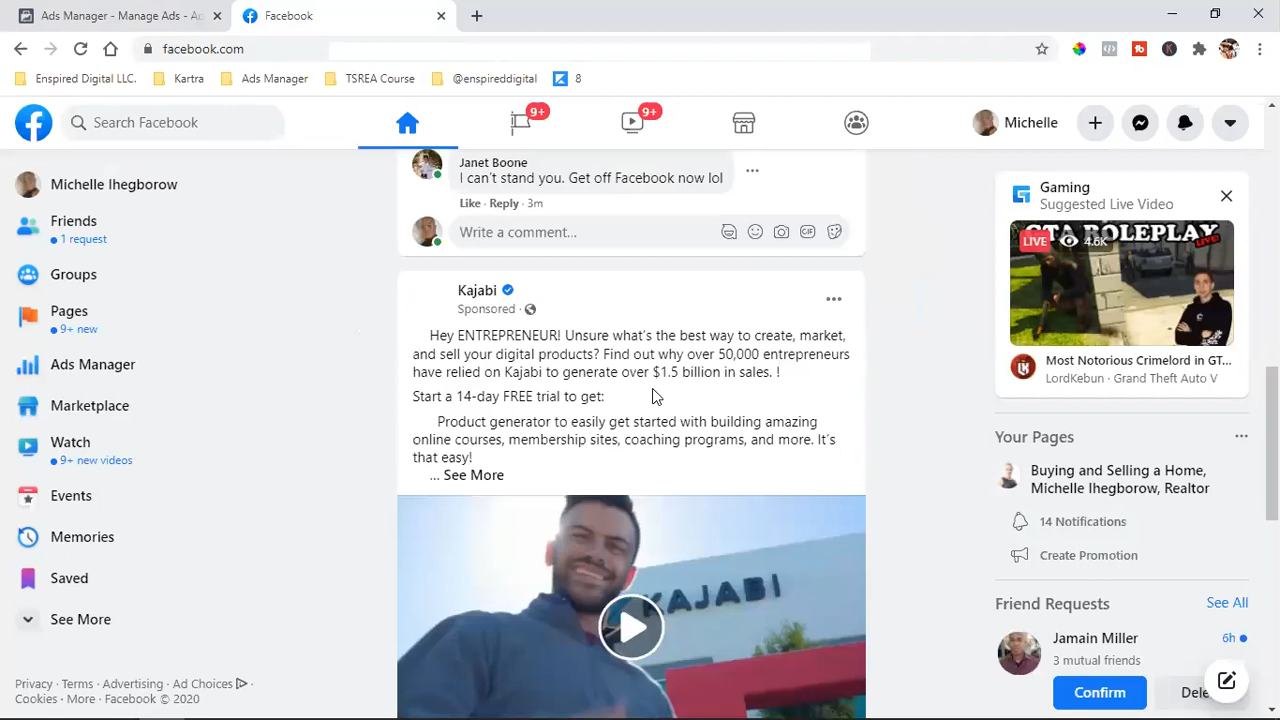 Ads Manager - Manage Ads - Ad
Facebook
facebook.com
Enspired Digital LLC.
Kartra
Ads Manager
TSREA Course
@enspireddigital
8
Search Facebook
9+
9+
Michelle
Michelle Ihegborow
Friends
1 request
Groups
Pages
9+ new
Ads Manager
Marketplace
Watch
9+ new videos
Events
Memories
Saved
See More
Privacy · Terms · Advertising · Ad Choices ·
Cookies · More · Facebook © 2020
Janet Boone
I can't stand you. Get off Facebook now lol
Like · Reply · 3m
Write a comment...
GIF
Kajabi
Sponsored ·
Hey ENTREPRENEUR! Unsure what's the best way to create, market,
and sell your digital products? Find out why over 50,000 entrepreneurs
have relied on Kajabi to generate over $1.5 billion in sales. !
Start a 14-day FREE trial to get:
Product generator to easily get started with building amazing
online courses, membership sites, coaching programs, and more. It's
that easy!
... See More
KAJABI
Gaming
Suggested Live Video
GTA ROLEPLAY
LIVE 4.6K
LIVE!
Most Notorious Crimelord in GT...
LordKebun · Grand Theft Auto V
Your Pages
Buying and Selling a Home,
Michelle Ihegborow, Realtor
14 Notifications
Create Promotion
Friend Requests
See All
Jamain Miller
6h
3 mutual friends
Confirm
Dele